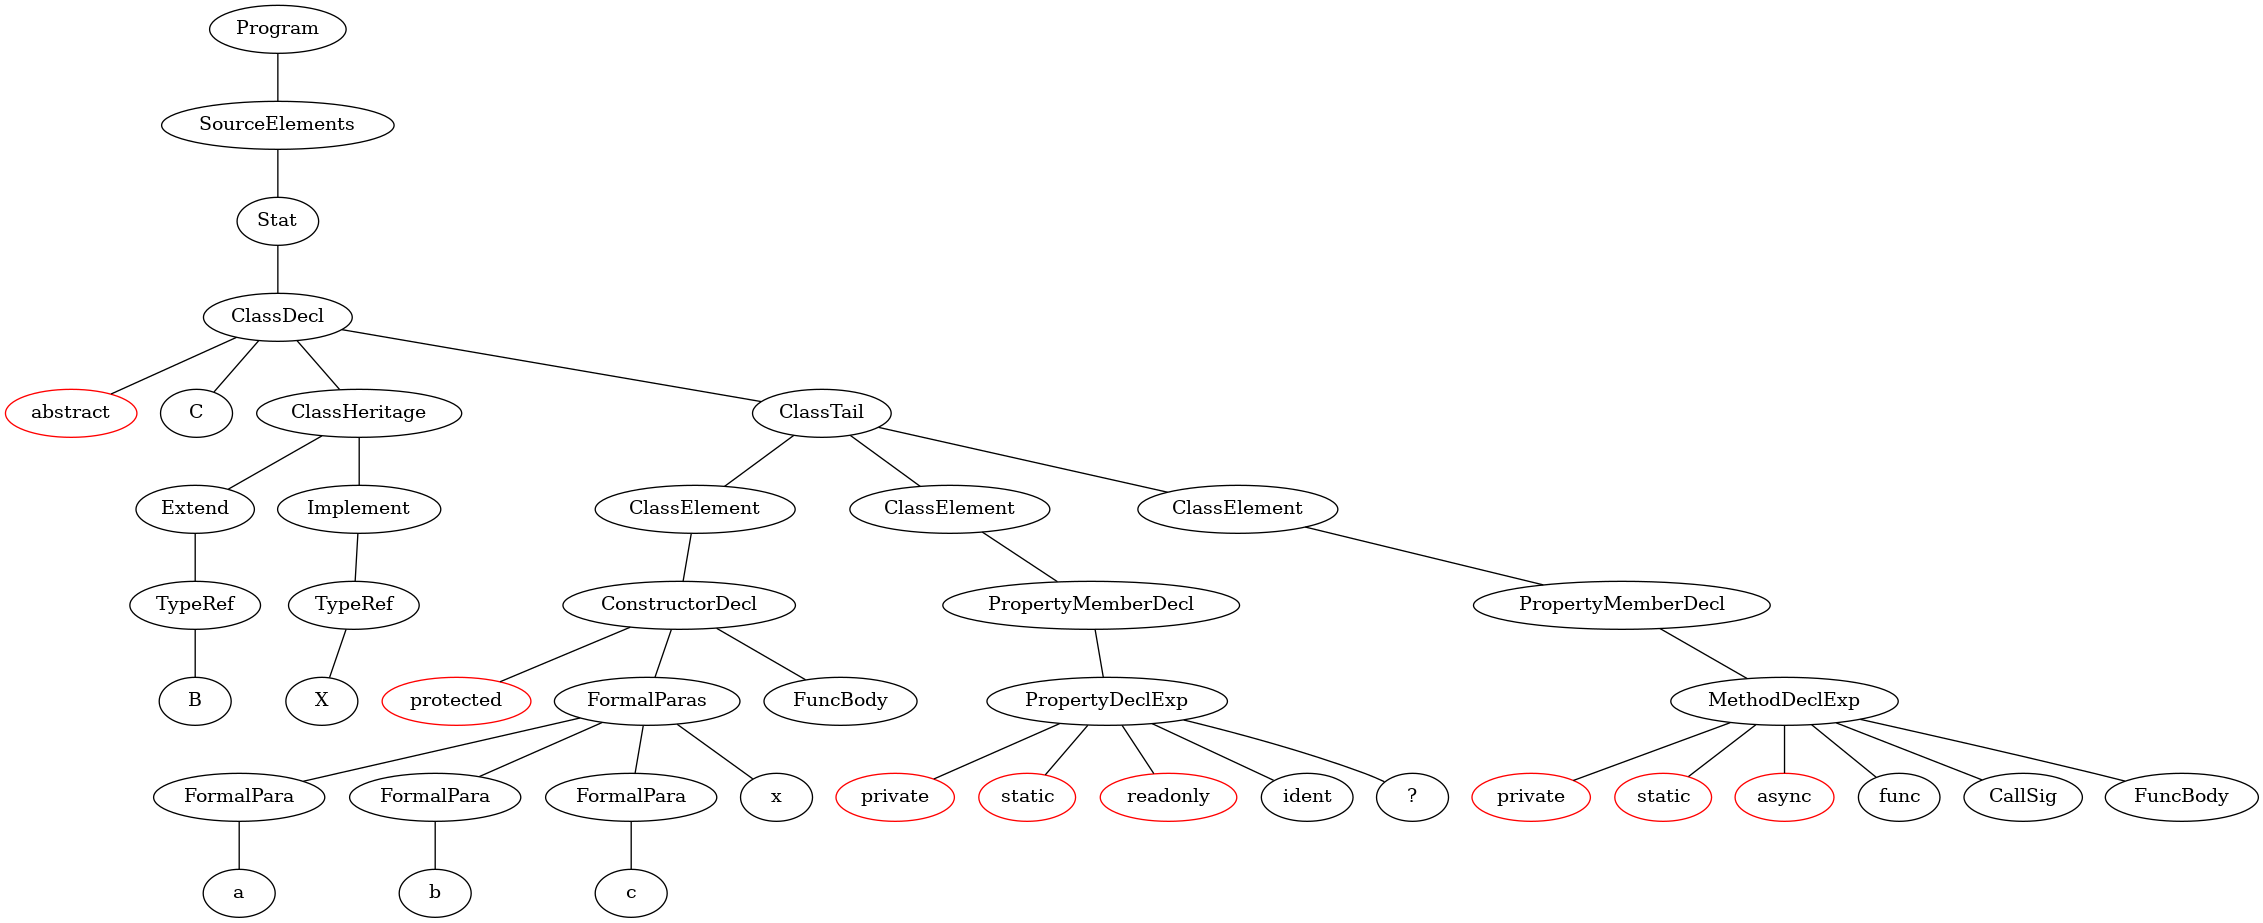 Program
SourceElements
Stat
ClassDecl
abstract
C
ClassHeritage
ClassTail
Extend
Implement
ClassElement
ClassElement
ClassElement
TypeRef
TypeRef
ConstructorDecl
PropertyMemberDecl
PropertyMemberDecl
B
X
protected
FormalParas
FuncBody
PropertyDeclExp
MethodDeclExp
FormalPara
FormalPara
FormalPara
x
private
static
readonly
ident
?
private
static
async
func
CallSig
FuncBody
a
b
c